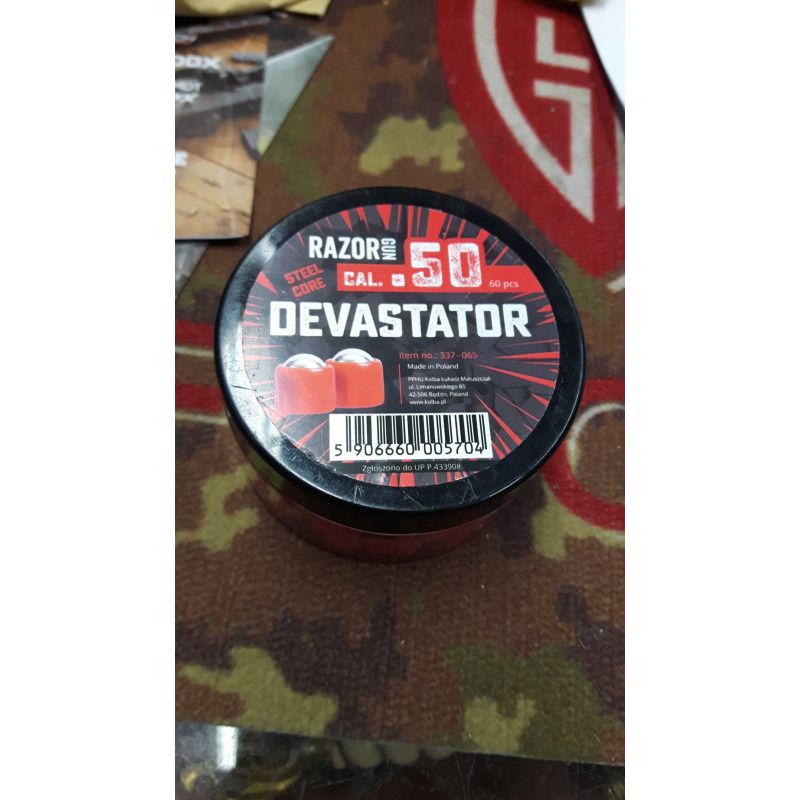 RAZOR GUN
STEEL CORE
CAL. .50
60 pcs
DEVASTATOR
Item no.: 337-065
Made in Poland
PPHU Kolba Łukasz Matuszczak
ul. Limanowskiego 65
42-506 Będzin, Poland
www.kolba.pl
5 906660 005704
Zgłoszono do UP P.433908